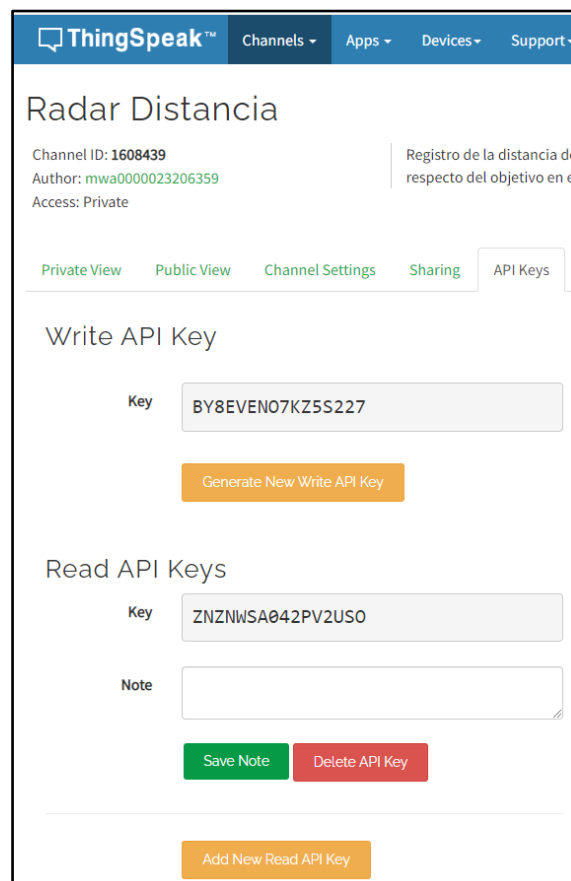 ThingSpeak™ Channels Apps Devices Support
Radar Distancia
Channel ID: 1608439
Author: mwa0000023206359
Access: Private
Registro de la distancia d
respecto del objetivo en e
Private View Public View Channel Settings Sharing API Keys
Write API Key
Key BY8EVENO7KZ5S227
Generate New Write API Key
Read API Keys
Key ZNZNWSA042PV2USO
Note
Save Note Delete API Key
Add New Read API Key